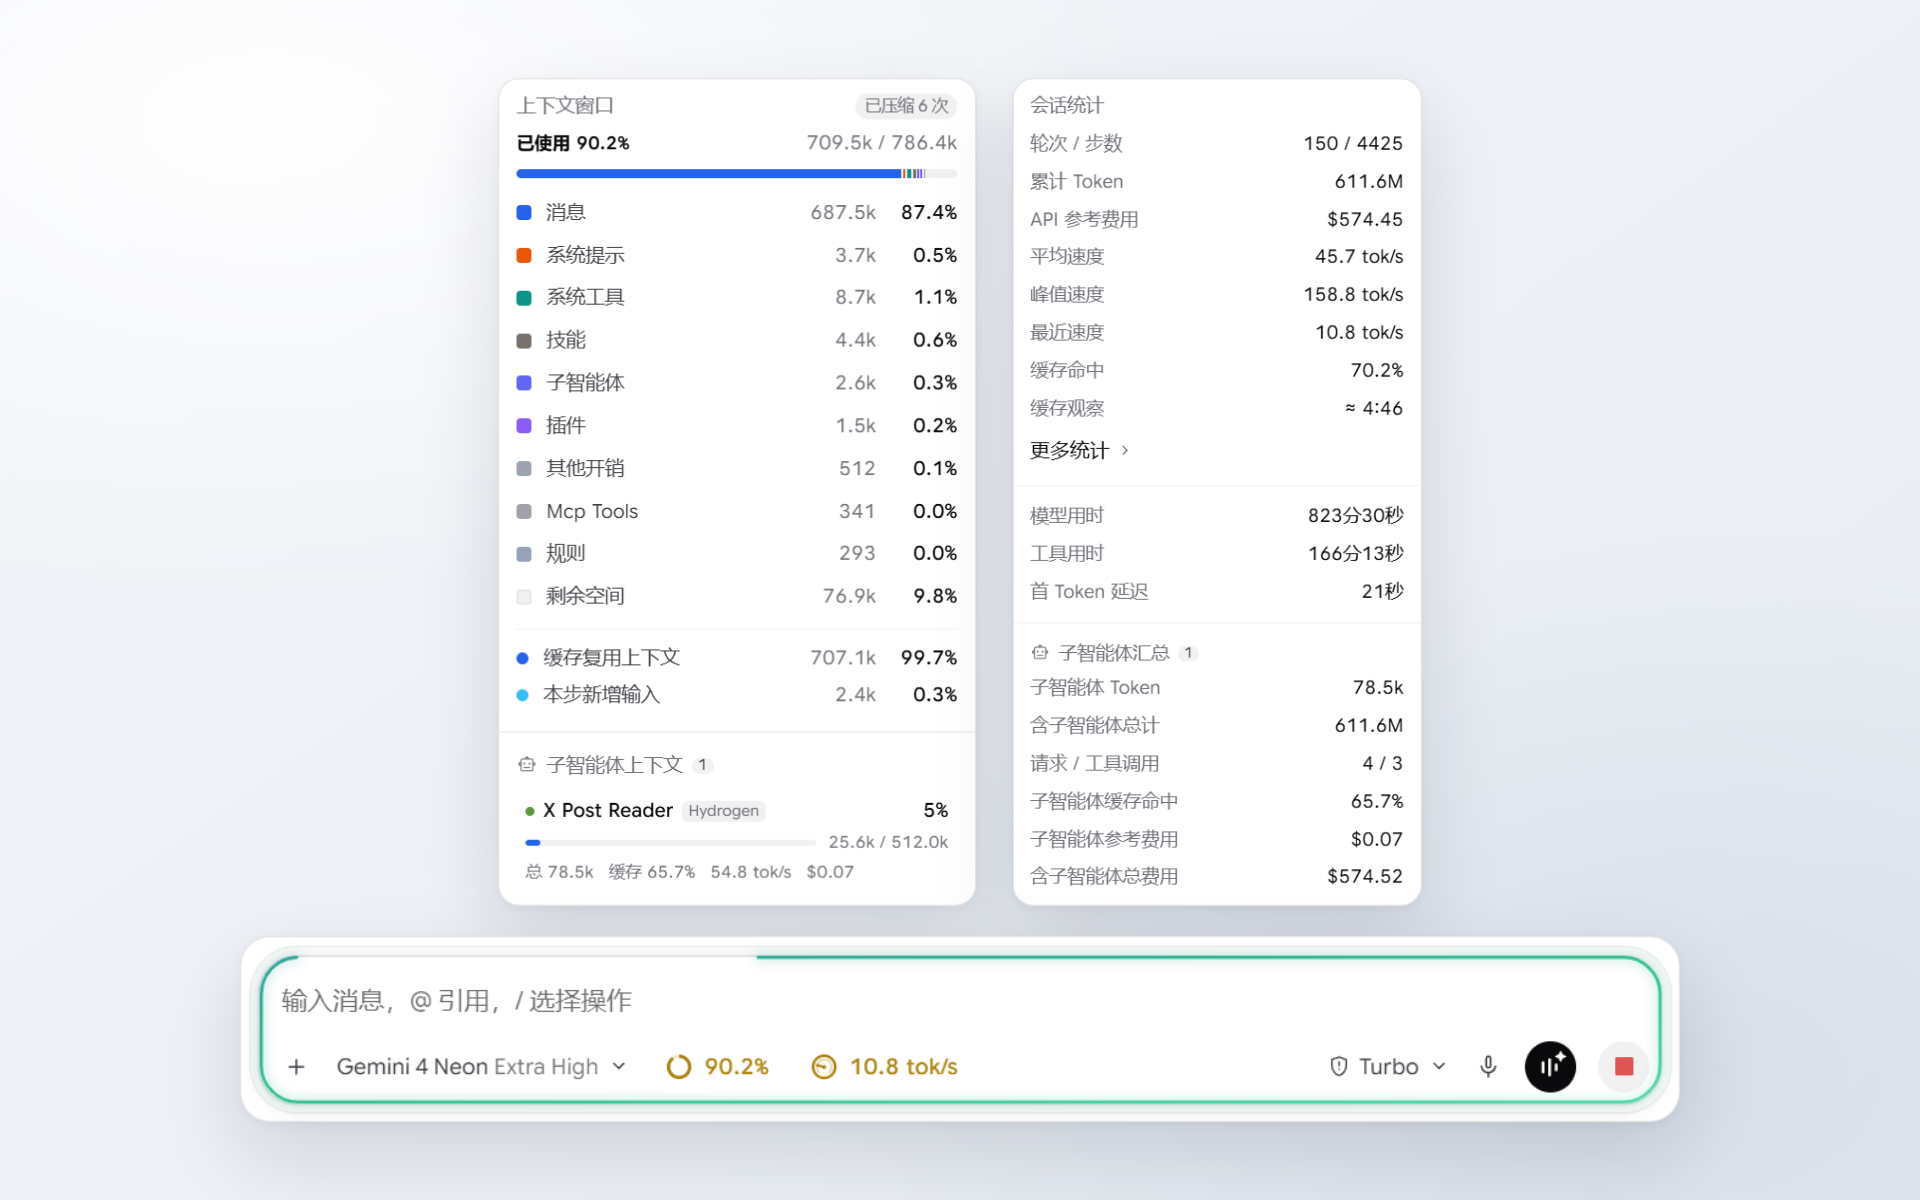 上下文窗口 已压缩 6 次
已使用 90.2% 709.5k / 786.4k
消息 687.5k 87.4%
系统提示 3.7k 0.5%
系统工具 8.7k 1.1%
技能 4.4k 0.6%
子智能体 2.6k 0.3%
插件 1.5k 0.2%
其他开销 512 0.1%
Mcp Tools 341 0.0%
规则 293 0.0%
剩余空间 76.9k 9.8%
缓存复用上下文 707.1k 99.7%
本步新增输入 2.4k 0.3%
子智能体上下文 1
X Post Reader Hydrogen 5%
25.6k / 512.0k
总 78.5k 缓存 65.7% 54.8 tok/s $0.07
会话统计
轮次 / 步数 150 / 4425
累计 Token 611.6M
API 参考费用 $574.45
平均速度 45.7 tok/s
峰值速度 158.8 tok/s
最近速度 10.8 tok/s
缓存命中 70.2%
缓存观察 ≈ 4:46
更多统计
模型用时 823分30秒
工具用时 166分13秒
首 Token 延迟 21秒
子智能体汇总 1
子智能体 Token 78.5k
含子智能体总计 611.6M
请求 / 工具调用 4 / 3
子智能体缓存命中 65.7%
子智能体参考费用 $0.07
含子智能体总费用 $574.52
输入消息，@ 引用，/ 选择操作
Gemini 4 Neon Extra High 90.2% 10.8 tok/s Turbo